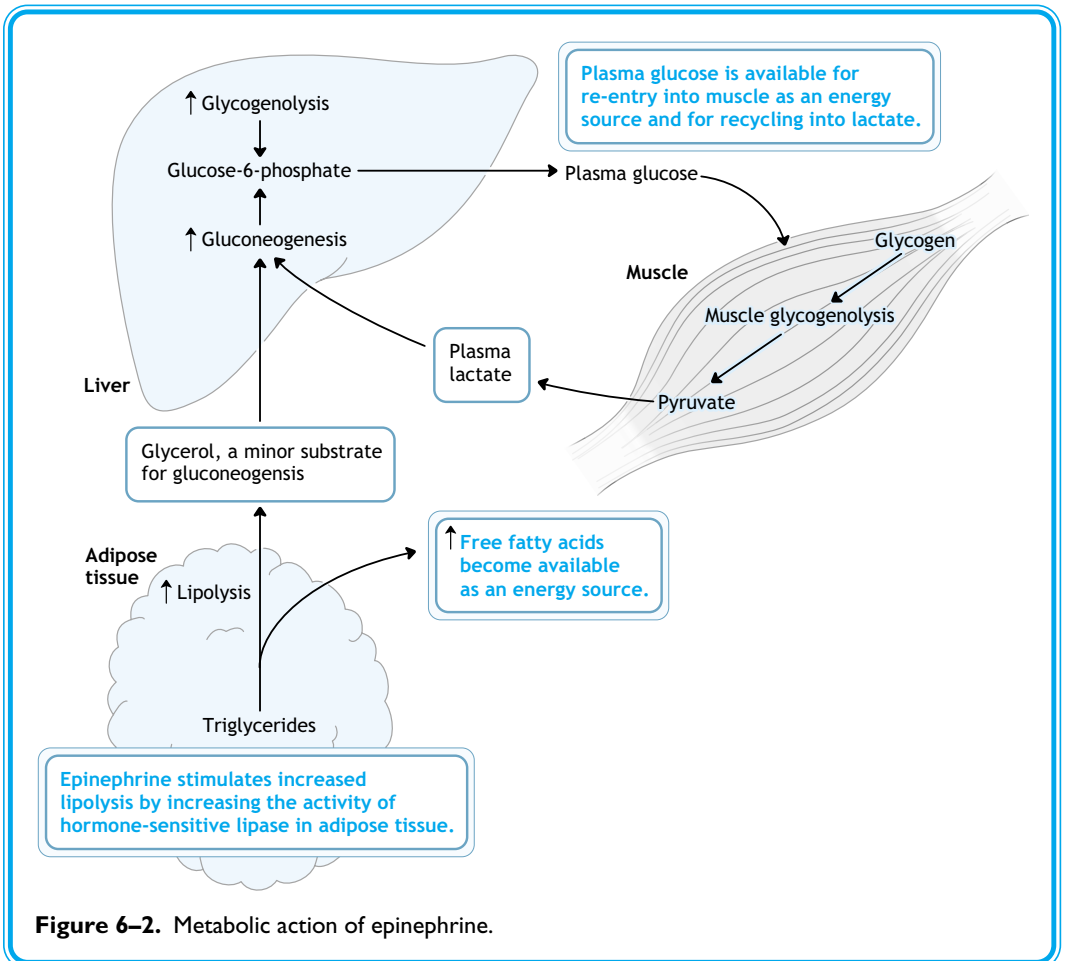 Plasma glucose is available for
re-entry into muscle as an energy
source and for recycling into lactate.
↑ Glycogenolysis
Glucose-6-phosphate
Plasma glucose
↑ Gluconeogenesis
Glycogen
Muscle
Muscle glycogenolysis
Plasma
lactate
Pyruvate
Liver
Glycerol, a minor substrate
for gluconeogensis
Adipose
tissue
↑ Lipolysis
↑ Free fatty acids
become available
as an energy source.
Triglycerides
Epinephrine stimulates increased
lipolysis by increasing the activity of
hormone-sensitive lipase in adipose tissue.
Figure 6–2. Metabolic action of epinephrine.